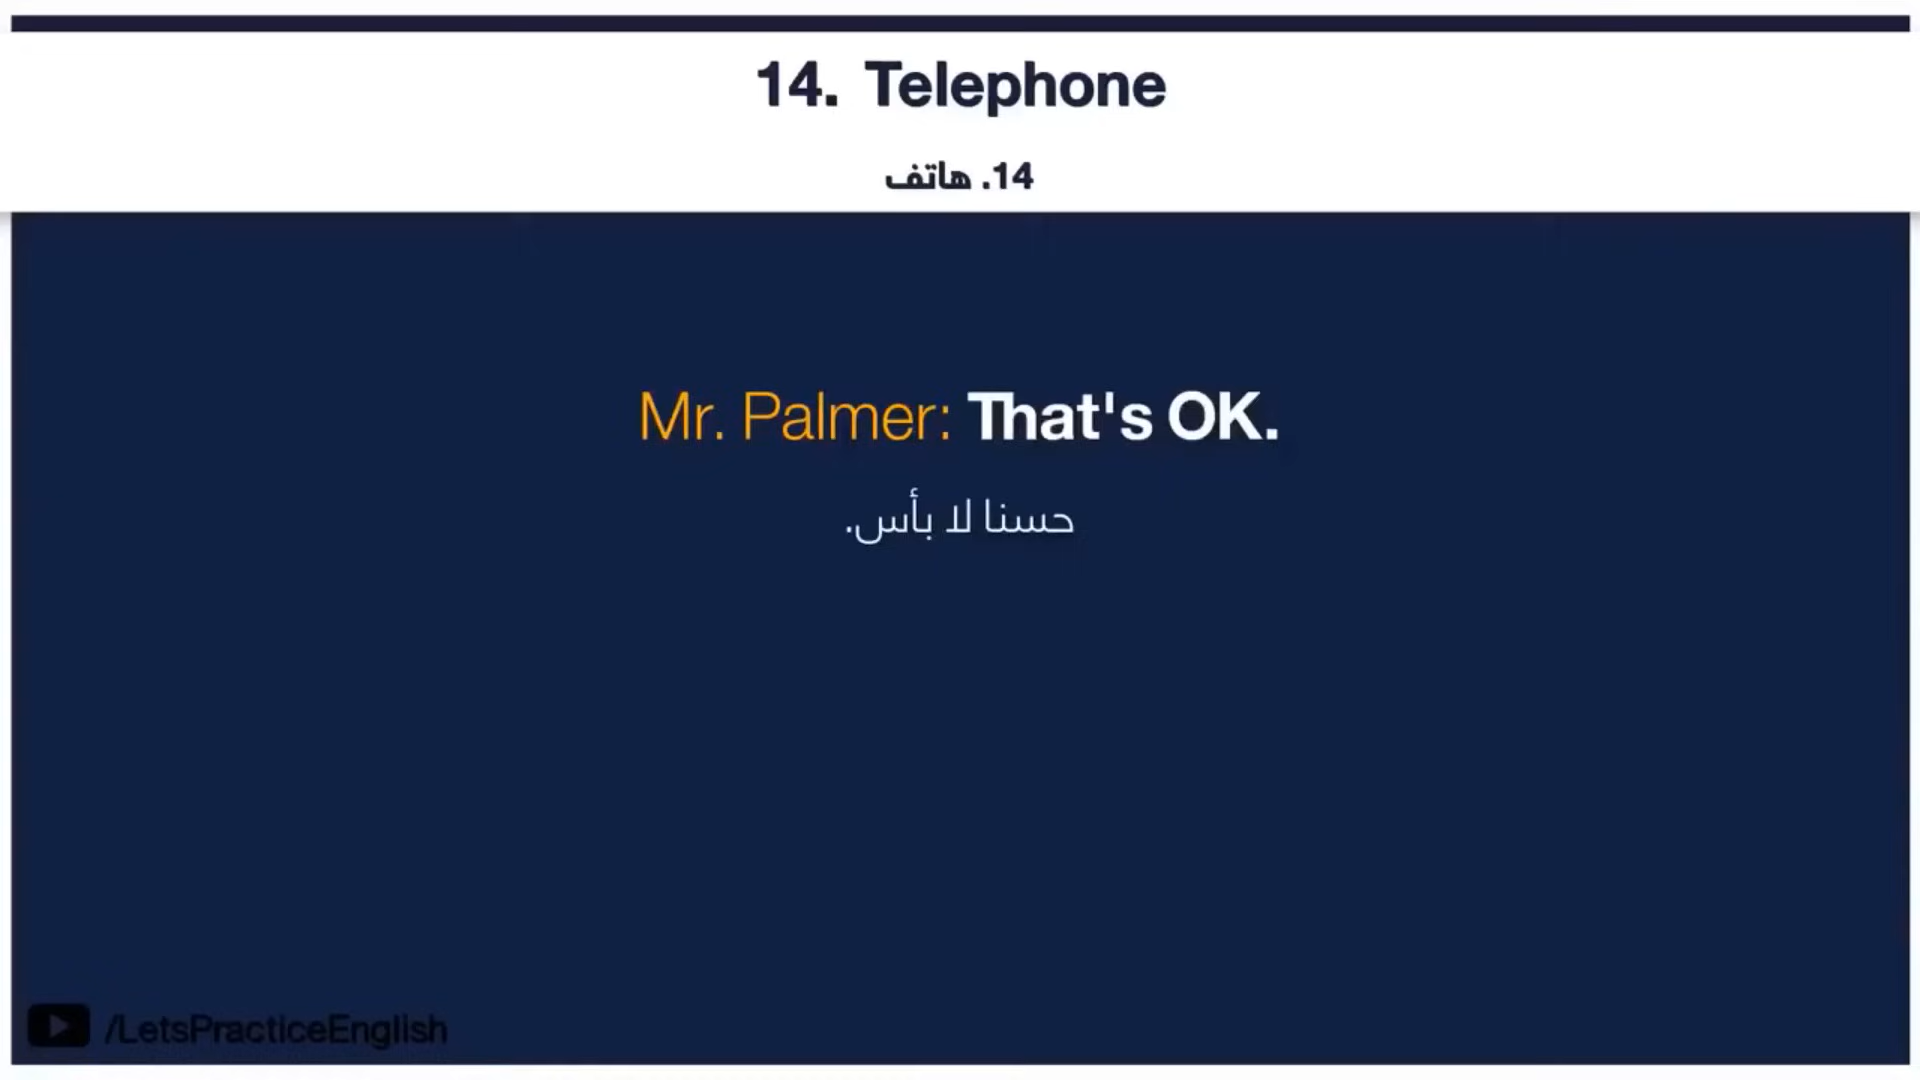 14. Telephone
14. هاتف
Mr. Palmer: That's OK.
حسنا لا بأس.
/LetsPracticeEnglish